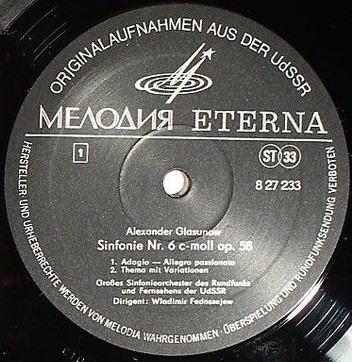 ORIGINALAUFNAHMEN AUS DER UdSSR
МЕЛОДИЯ ETERNA
1
ST 33
8 27 233
Alexander Glasunow
Sinfonie Nr. 6 c-moll op. 58
1. Adagio — Allegro passionato
2. Thema mit Variationen
Großes Sinfonieorchester des Rundfunks
und Fernsehens der UdSSR
Dirigent: Wladimir Fedossejew
HERSTELLER- UND URHEBERRECHTE WERDEN VON MELODIA WAHRGENOMMEN · ÜBERSPIELUNG UND RUNDFUNKSENDUNG VERBOTEN